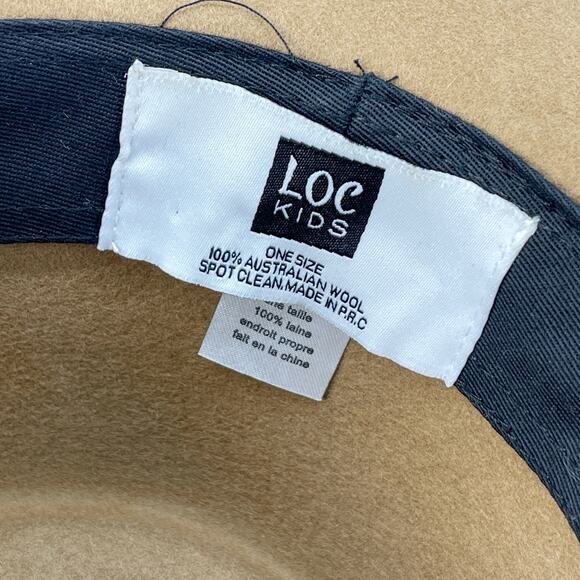 LOC
KIDS
ONE SIZE
100% AUSTRALIAN WOOL
SPOT CLEAN.MADE IN P.R.C
taille
100% laine
endroit propre
fait en la chine